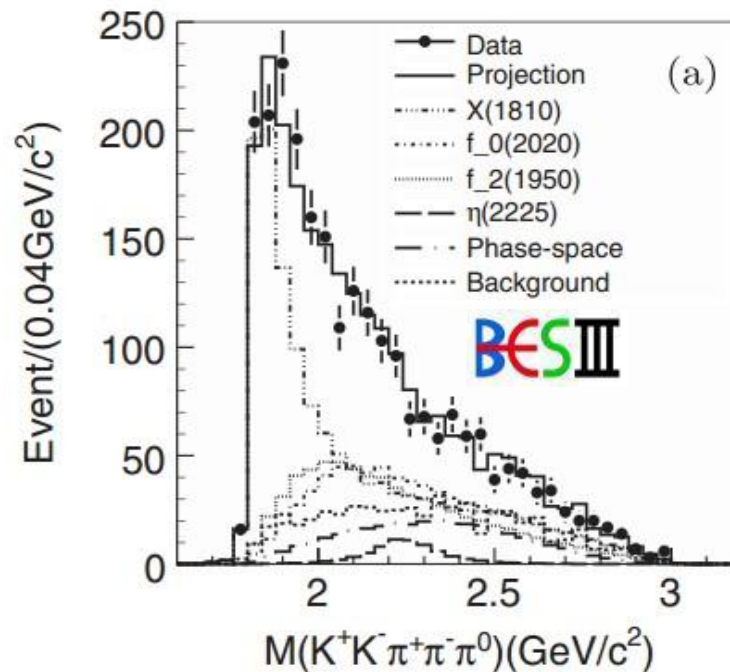 250
200
150
100
50
0
Event/(0.04GeV/c²)
Data
Projection
X(1810)
f_0(2020)
f_2(1950)
η(2225)
Phase-space
Background
(a)
BESIII
2
2.5
3
M(K⁺K⁻π⁺π⁻π⁰)(GeV/c²)